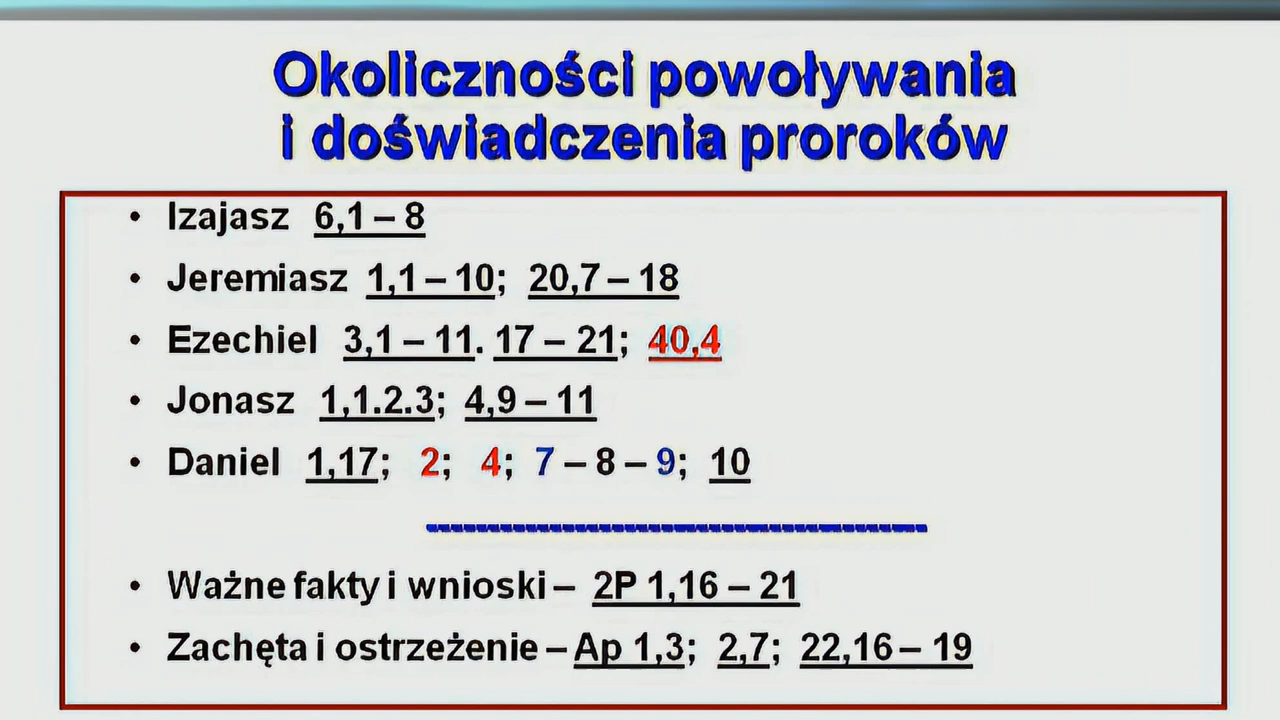 Okoliczności powoływania
i doświadczenia proroków
• Izajasz 6,1 – 8
• Jeremiasz 1,1 – 10; 20,7 – 18
• Ezechiel 3,1 – 11. 17 – 21; 40,4
• Jonasz 1,1.2.3; 4,9 – 11
• Daniel 1,17; 2; 4; 7 – 8 – 9; 10
• Ważne fakty i wnioski – 2P 1,16 – 21
• Zachęta i ostrzeżenie – Ap 1,3; 2,7; 22,16 – 19